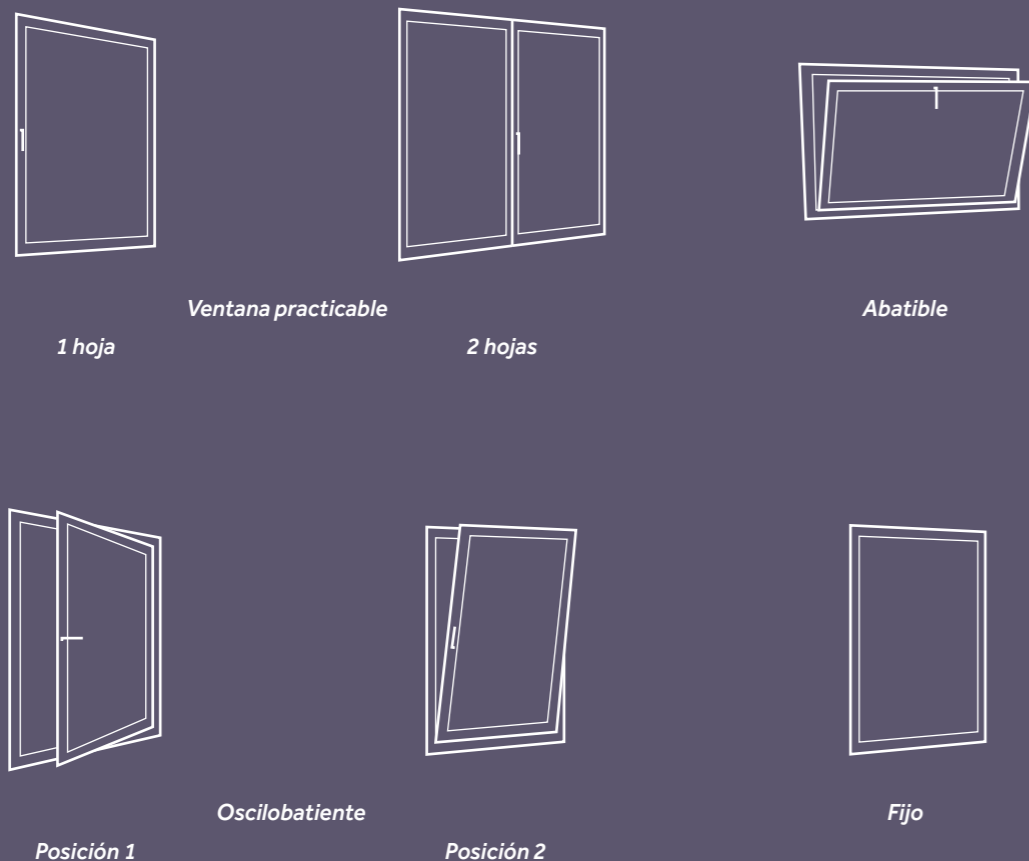 Ventana practicable
Abatible
1 hoja
2 hojas
Oscilobatiente
Fijo
Posición 1
Posición 2